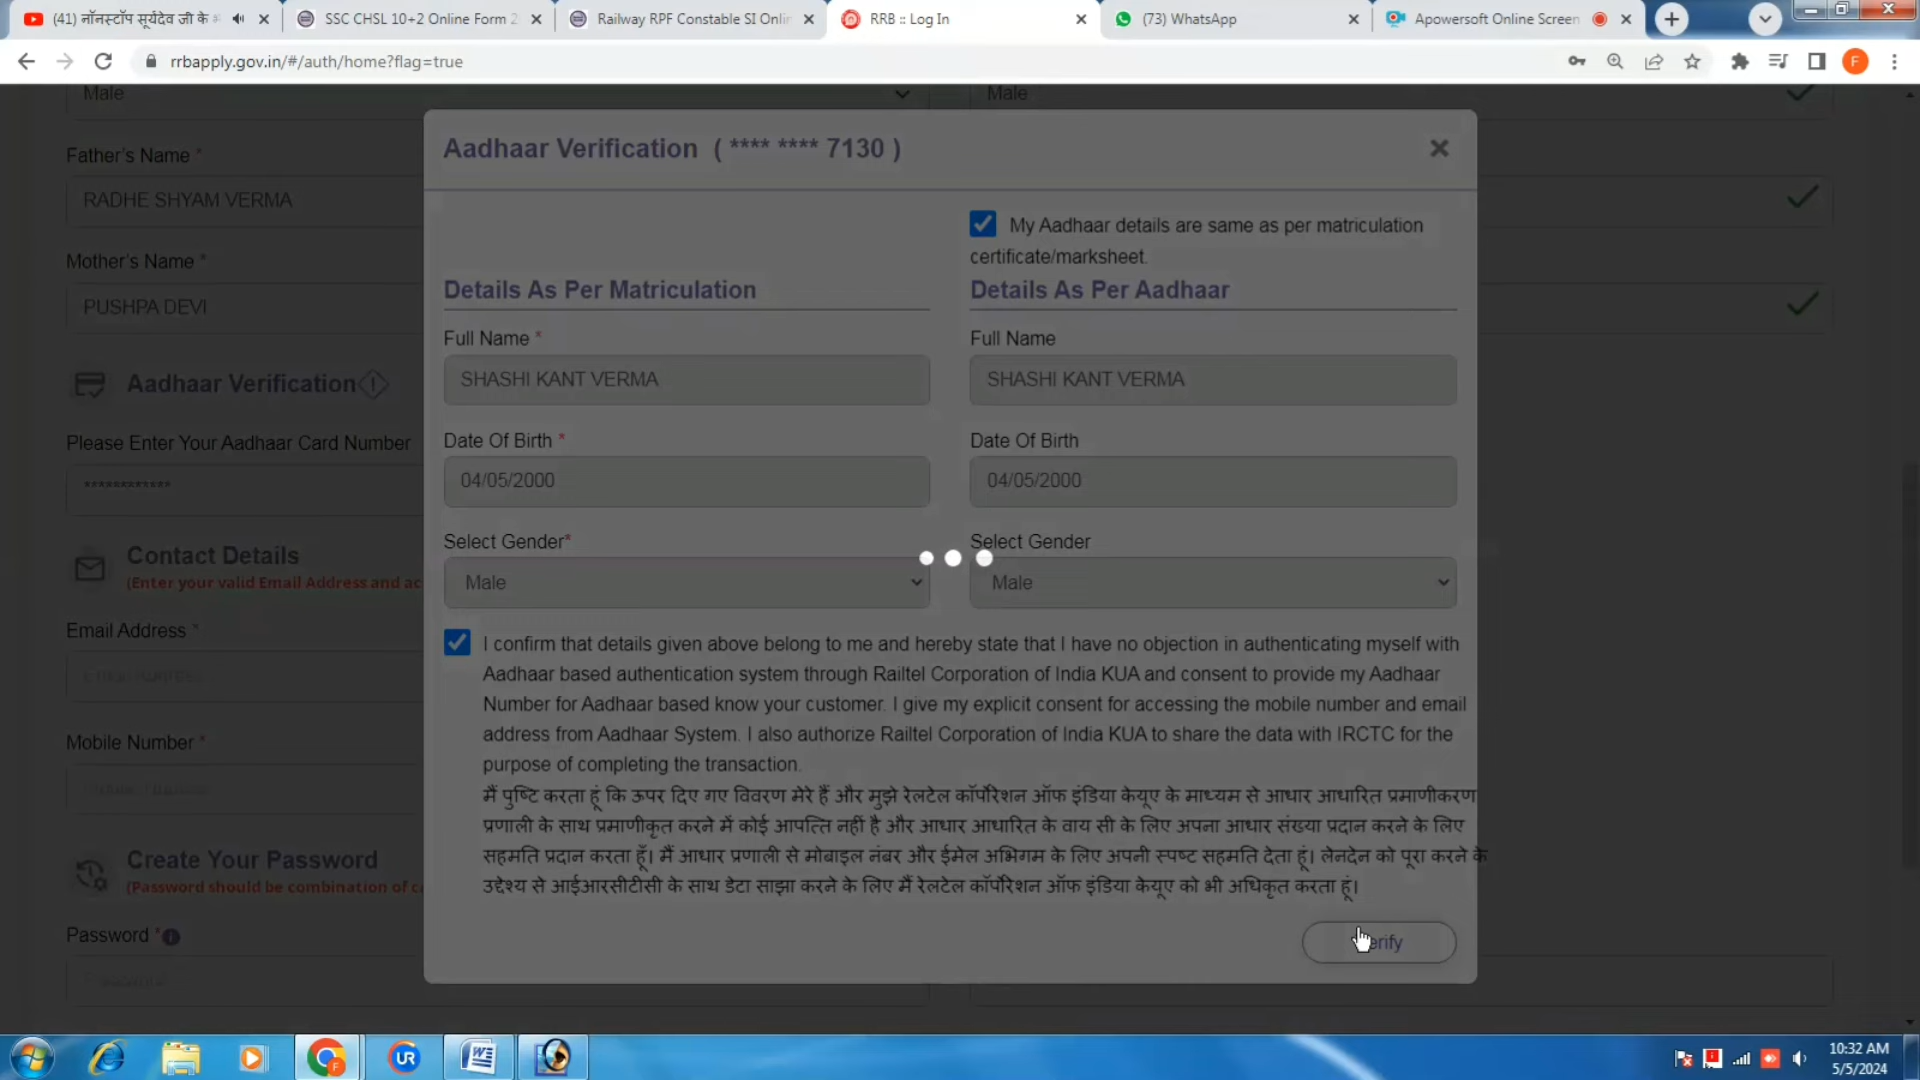 (41) नॉनस्टॉप सूर्यदेव जी के
SSC CHSL 10+2 Online Form 2
Railway RPF Constable SI Onlin
RRB :: Log In
(73) WhatsApp
Apowersoft Online Screen
rrbapply.gov.in/#/auth/home?flag=true
F
Male
Male
Aadhaar Verification ( **** **** 7130 )
Father's Name *
RADHE SHYAM VERMA
My Aadhaar details are same as per matriculation
certificate/marksheet.
Mother's Name *
PUSHPA DEVI
Details As Per Matriculation
Details As Per Aadhaar
Full Name *
Full Name
SHASHI KANT VERMA
SHASHI KANT VERMA
Aadhaar Verification
Please Enter Your Aadhaar Card Number
************
Date Of Birth *
Date Of Birth
04/05/2000
04/05/2000
Contact Details
(Enter your valid Email Address and ac
Select Gender*
Select Gender
Male
Male
Email Address *
Email Address
I confirm that details given above belong to me and hereby state that I have no objection in authenticating myself with
Aadhaar based authentication system through Railtel Corporation of India KUA and consent to provide my Aadhaar
Number for Aadhaar based know your customer. I give my explicit consent for accessing the mobile number and email
address from Aadhaar System. I also authorize Railtel Corporation of India KUA to share the data with IRCTC for the
purpose of completing the transaction.
Mobile Number *
Mobile Number
मैं पुष्टि करता हूं कि ऊपर दिए गए विवरण मेरे हैं और मुझे रेलटेल कॉर्पोरेशन ऑफ इंडिया केयूए के माध्यम से आधार आधारित प्रमाणीकरण
प्रणाली के साथ प्रमाणीकृत करने में कोई आपत्ति नहीं है और आधार आधारित के वाय सी के लिए अपना आधार संख्या प्रदान करने के लिए
सहमति प्रदान करता हूँ। मैं आधार प्रणाली से मोबाइल नंबर और ईमेल अभिगम के लिए अपनी स्पष्ट सहमति देता हूं। लेनदेन को पूरा करने के
उद्देश्य से आईआरसीटीसी के साथ डेटा साझा करने के लिए मैं रेलटेल कॉर्पोरेशन ऑफ इंडिया केयूए को भी अधिकृत करता हूं।
Create Your Password
(Password should be combination of ca
Password *
Password
erify
UR
10:32 AM
5/5/2024